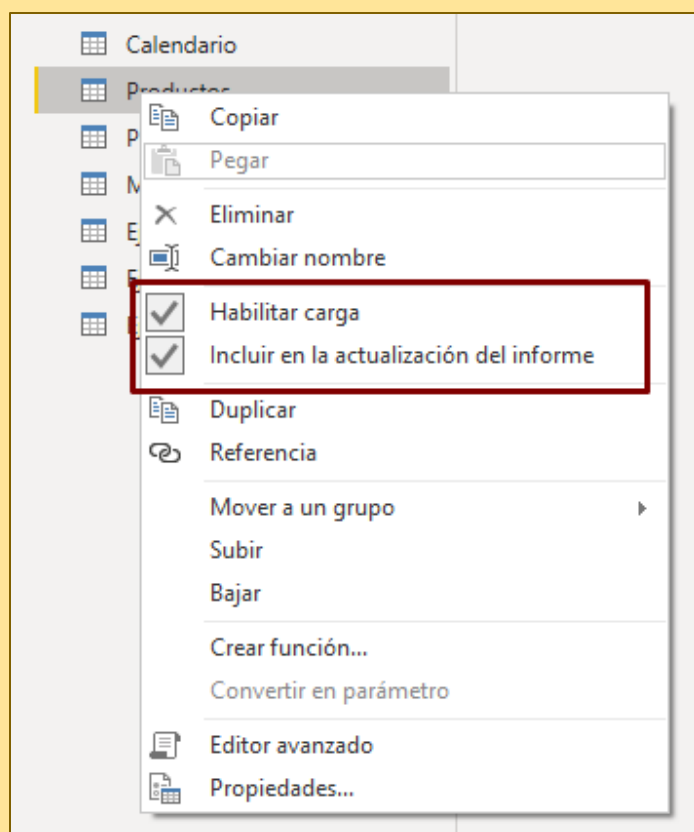 Calendario
Productos
Copiar
Pegar
Eliminar
Cambiar nombre
Habilitar carga
Incluir en la actualización del informe
Duplicar
Referencia
Mover a un grupo
Subir
Bajar
Crear función...
Convertir en parámetro
Editor avanzado
Propiedades...